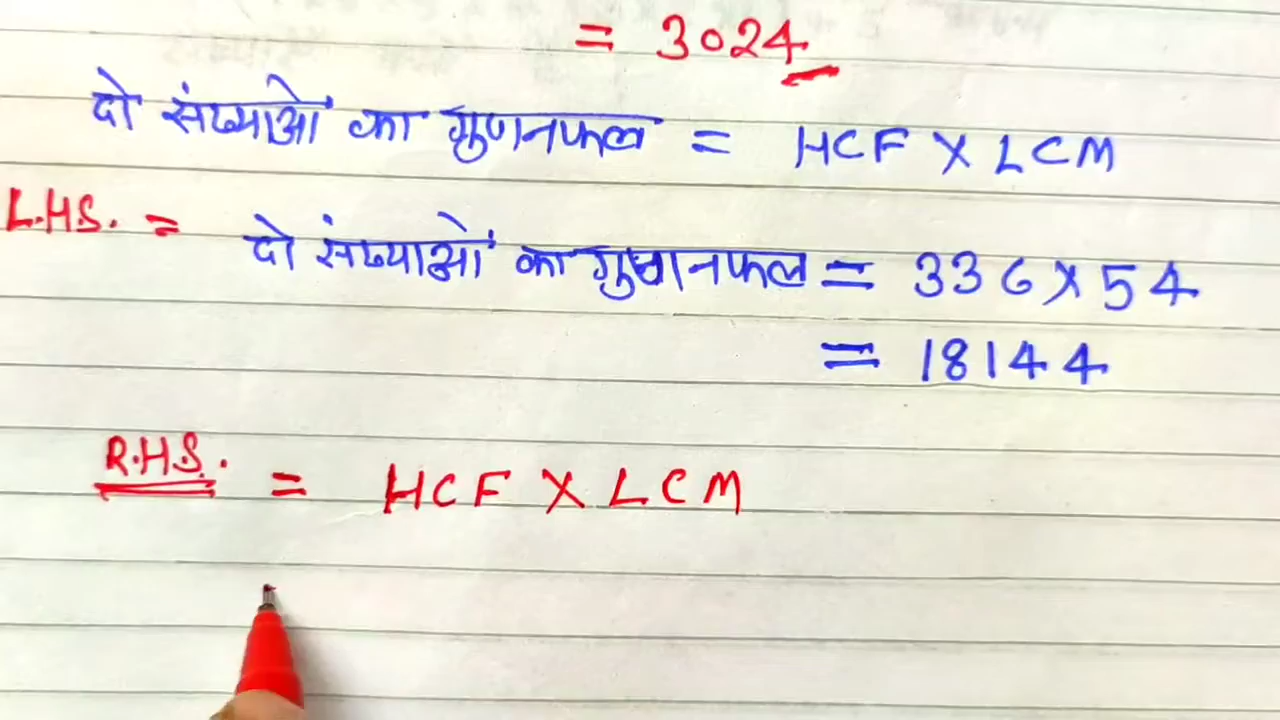 = 3024
दो संख्याओं का गुणनफल = HCF X LCM
L.H.S. = दो संख्याओं का गुणनफल = 336 X 54
= 18144
R.H.S. = HCF X LCM